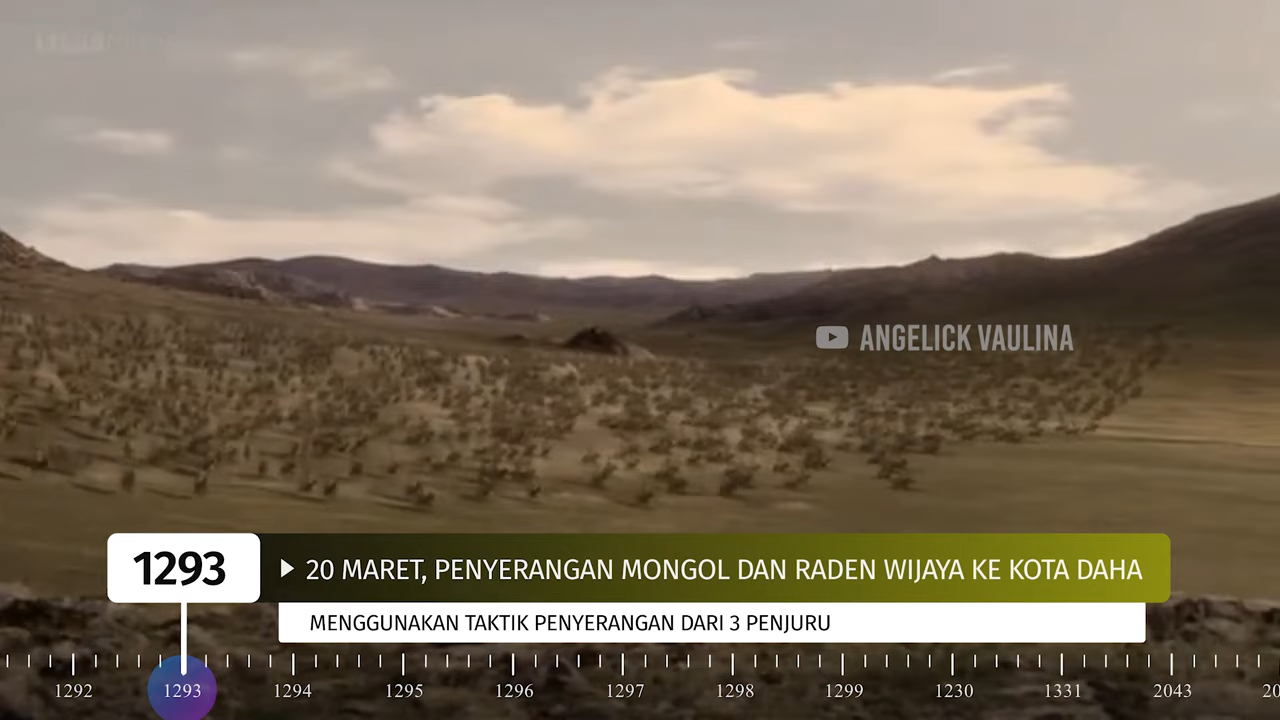 ANGELICK VAULINA
1293
20 MARET, PENYERANGAN MONGOL DAN RADEN WIJAYA KE KOTA DAHA
MENGGUNAKAN TAKTIK PENYERANGAN DARI 3 PENJURU
1292 1293 1294 1295 1296 1297 1298 1299 1230 1331 2043 20